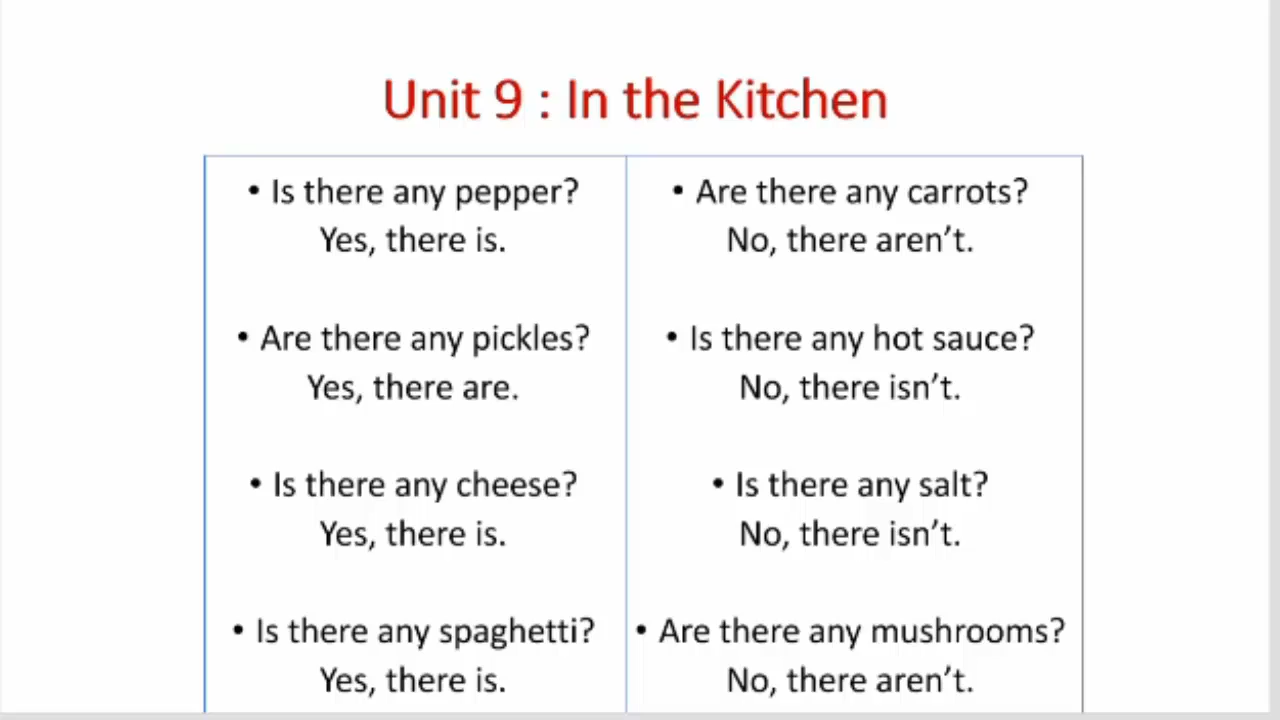 Unit 9 : In the Kitchen
• Is there any pepper?
Yes, there is.
• Are there any pickles?
Yes, there are.
• Is there any cheese?
Yes, there is.
• Is there any spaghetti?
Yes, there is.
• Are there any carrots?
No, there aren’t.
• Is there any hot sauce?
No, there isn’t.
• Is there any salt?
No, there isn’t.
• Are there any mushrooms?
No, there aren’t.